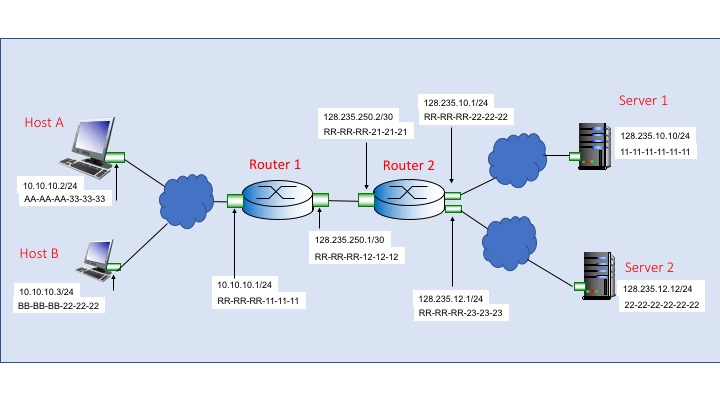 Host A
10.10.10.2/24
AA-AA-AA-33-33-33
Host B
10.10.10.3/24
BB-BB-BB-22-22-22
Router 1
10.10.10.1/24
RR-RR-RR-11-11-11
128.235.250.1/30
RR-RR-RR-12-12-12
128.235.250.2/30
RR-RR-RR-21-21-21
Router 2
128.235.10.1/24
RR-RR-RR-22-22-22
128.235.12.1/24
RR-RR-RR-23-23-23
Server 1
128.235.10.10/24
11-11-11-11-11-11
Server 2
128.235.12.12/24
22-22-22-22-22-22